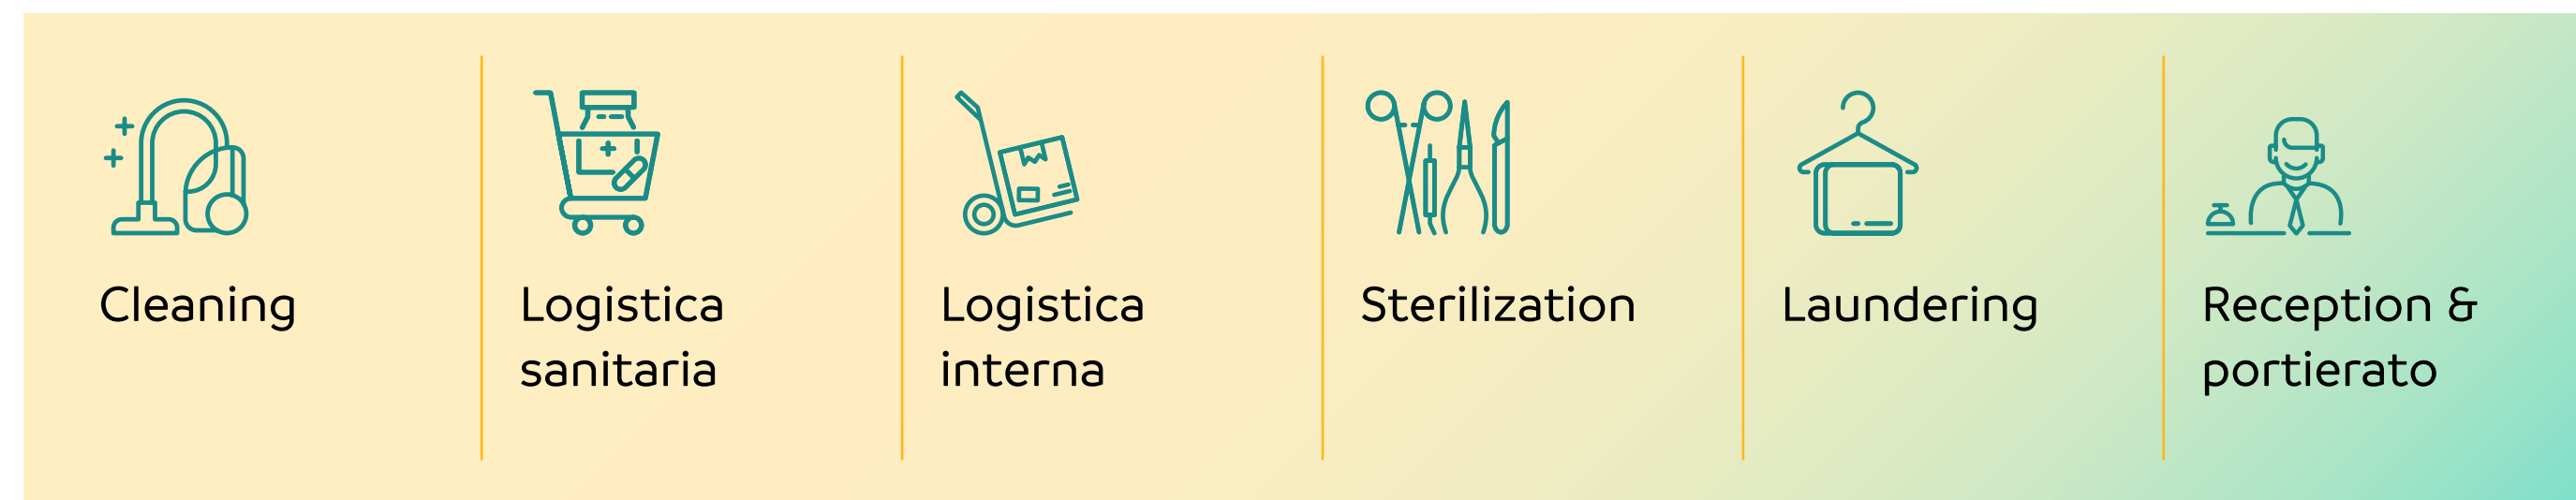 Cleaning
Logistica
sanitaria
Logistica
interna
Sterilization
Laundering
Reception &
portierato